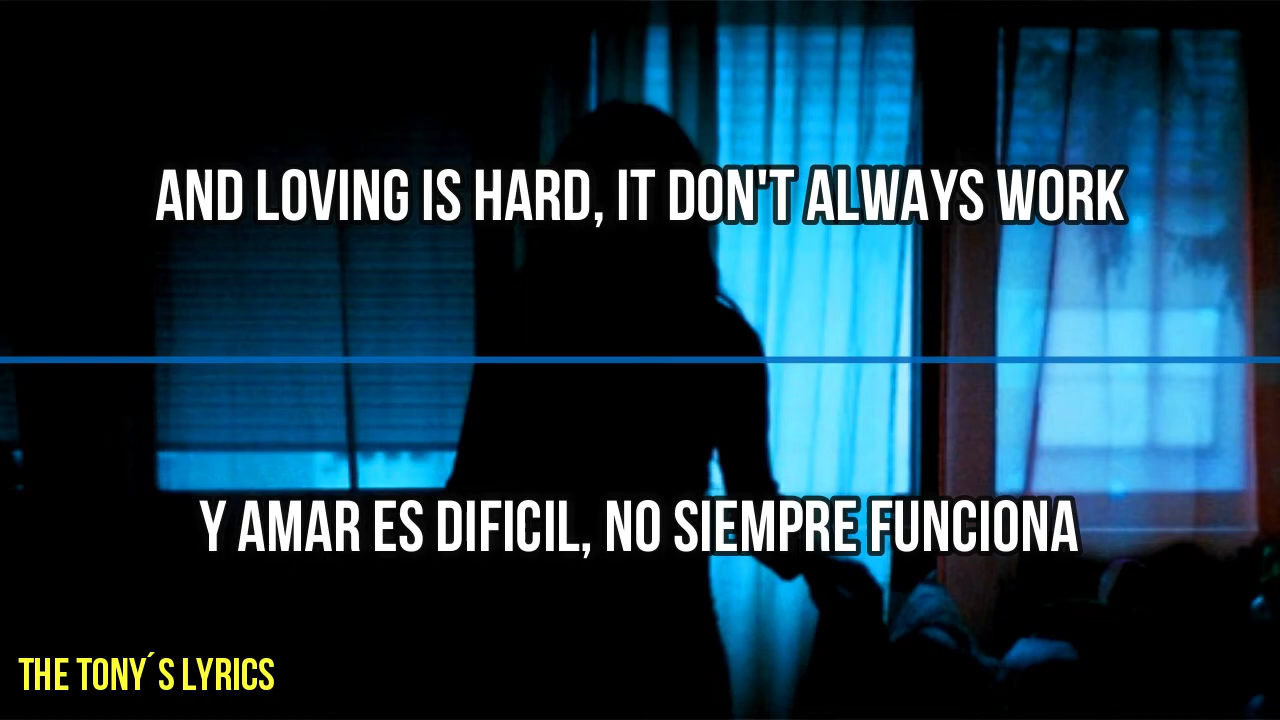 AND LOVING IS HARD, IT DON'T ALWAYS WORK
Y AMAR ES DIFICIL, NO SIEMPRE FUNCIONA
THE TONY´S LYRICS